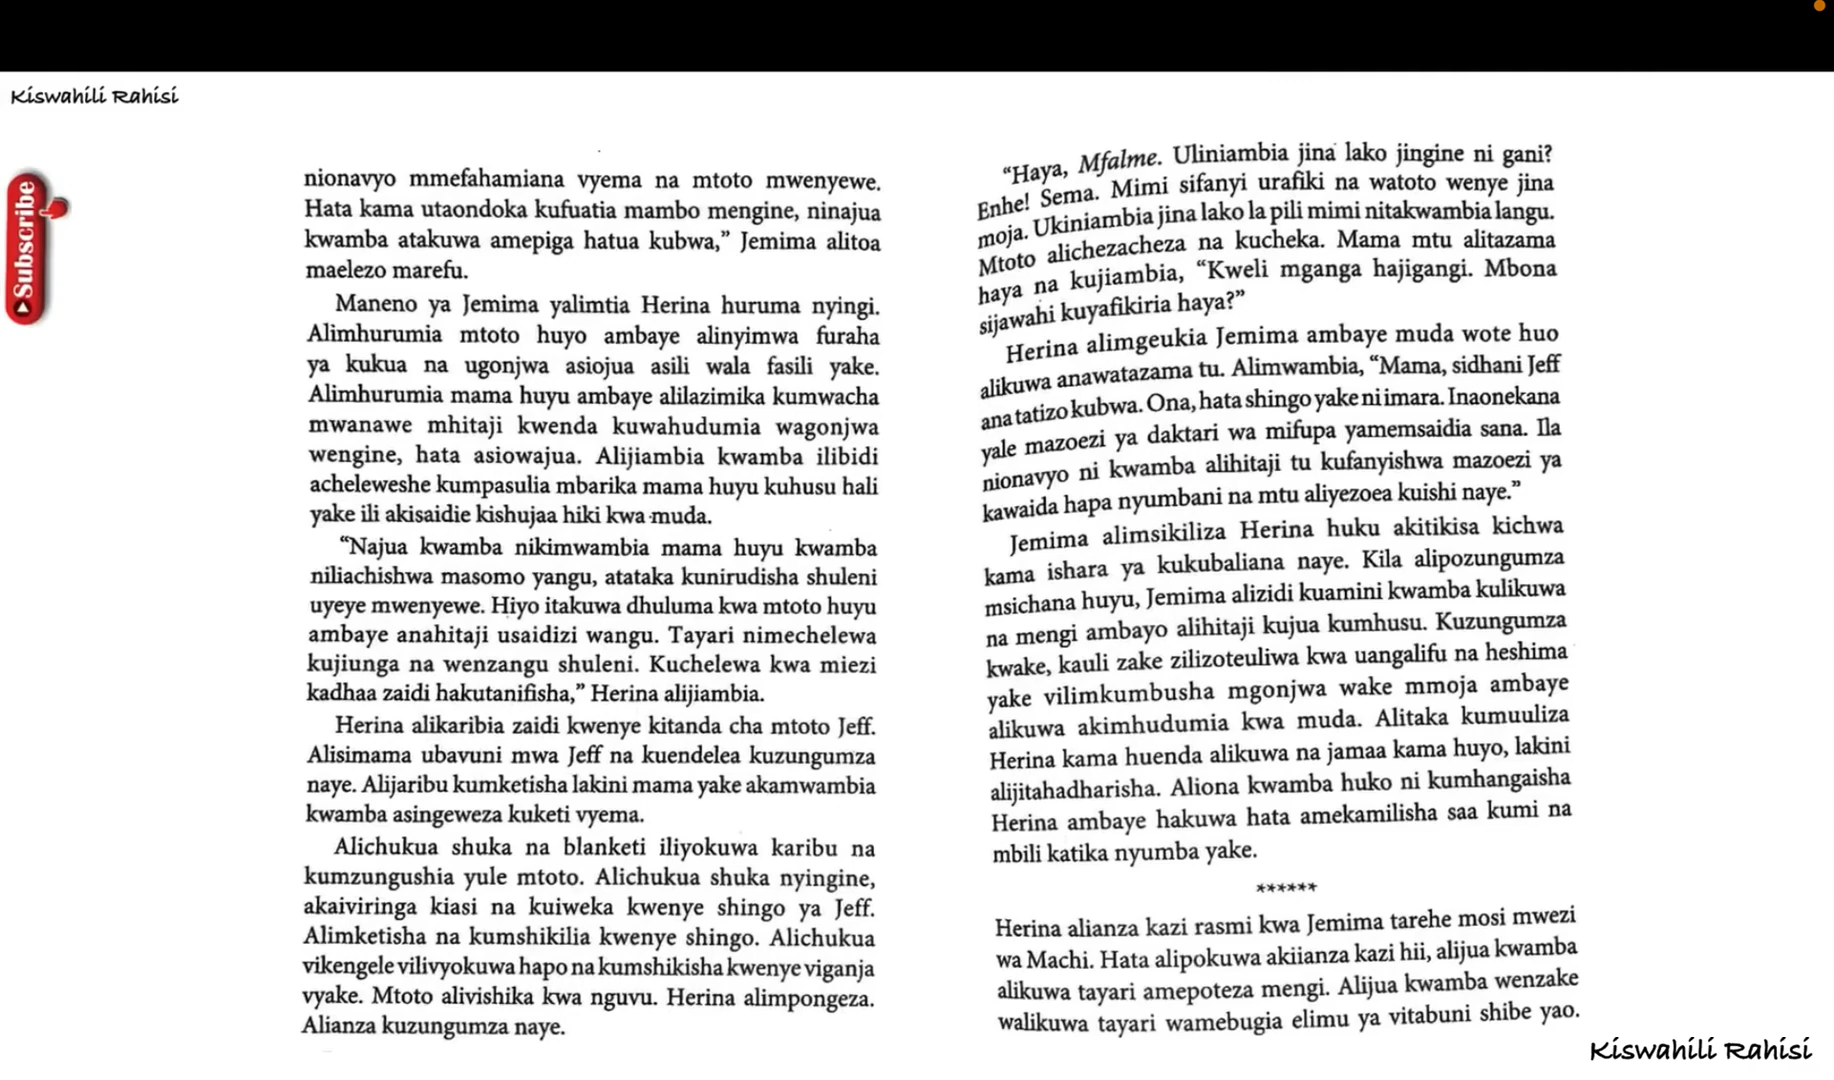 Kiswahili Rahisi
Subscribe
nionavyo mmefahamiana vyema na mtoto mwenyewe.
Hata kama utaondoka kufuatia mambo mengine, ninajua
kwamba atakuwa amepiga hatua kubwa,” Jemima alitoa
maelezo marefu.
Maneno ya Jemima yalimtia Herina huruma nyingi.
Alimhurumia mtoto huyo ambaye alinyimwa furaha
ya kukua na ugonjwa asiojua asili wala fasili yake.
Alimhurumia mama huyu ambaye alilazimika kumwacha
mwanawe mhitaji kwenda kuwahudumia wagonjwa
wengine, hata asiowajua. Alijiambia kwamba ilibidi
acheleweshe kumpasulia mbarika mama huyu kuhusu hali
yake ili akisaidie kishujaa hiki kwa muda.
“Najua kwamba nikimwambia mama huyu kwamba
niliachishwa masomo yangu, atataka kunirudisha shuleni
uyeye mwenyewe. Hiyo itakuwa dhuluma kwa mtoto huyu
ambaye anahitaji usaidizi wangu. Tayari nimechelewa
kujiunga na wenzangu shuleni. Kuchelewa kwa miezi
kadhaa zaidi hakutanifisha,” Herina alijiambia.
Herina alikaribia zaidi kwenye kitanda cha mtoto Jeff.
Alisimama ubavuni mwa Jeff na kuendelea kuzungumza
naye. Alijaribu kumketisha lakini mama yake akamwambia
kwamba asingeweza kuketi vyema.
Alichukua shuka na blanketi iliyokuwa karibu na
kumzungushia yule mtoto. Alichukua shuka nyingine,
akaiviringa kiasi na kuiweka kwenye shingo ya Jeff.
Alimketisha na kumshikilia kwenye shingo. Alichukua
vikengele vilivyokuwa hapo na kumshikisha kwenye viganja
vyake. Mtoto alivishika kwa nguvu. Herina alimpongeza.
Alianza kuzungumza naye.
“Haya, Mfalme. Uliniambia jina lako jingine ni gani?
Enhe! Sema. Mimi sifanyi urafiki na watoto wenye jina
moja. Ukiniambia jina lako la pili mimi nitakwambia langu.
Mtoto alichezacheza na kucheka. Mama mtu alitazama
haya na kujiambia, “Kweli mganga hajigangi. Mbona
sijawahi kuyafikiria haya?”
Herina alimgeukia Jemima ambaye muda wote huo
alikuwa anawatazama tu. Alimwambia, “Mama, sidhani Jeff
ana tatizo kubwa. Ona, hata shingo yake ni imara. Inaonekana
yale mazoezi ya daktari wa mifupa yamemsaidia sana. Ila
nionavyo ni kwamba alihitaji tu kufanyishwa mazoezi ya
kawaida hapa nyumbani na mtu aliyezoea kuishi naye.”
Jemima alimsikiliza Herina huku akitikisa kichwa
kama ishara ya kukubaliana naye. Kila alipozungumza
msichana huyu, Jemima alizidi kuamini kwamba kulikuwa
na mengi ambayo alihitaji kujua kumhusu. Kuzungumza
kwake, kauli zake zilizoteuliwa kwa uangalifu na heshima
yake vilimkumbusha mgonjwa wake mmoja ambaye
alikuwa akimhudumia kwa muda. Alitaka kumuuliza
Herina kama huenda alikuwa na jamaa kama huyo, lakini
alijitahadharisha. Aliona kwamba huko ni kumhangaisha
Herina ambaye hakuwa hata amekamilisha saa kumi na
mbili katika nyumba yake.
******
Herina alianza kazi rasmi kwa Jemima tarehe mosi mwezi
wa Machi. Hata alipokuwa akiianza kazi hii, alijua kwamba
alikuwa tayari amepoteza mengi. Alijua kwamba wenzake
walikuwa tayari wamebugia elimu ya vitabuni shibe yao.
Kiswahili Rahisi